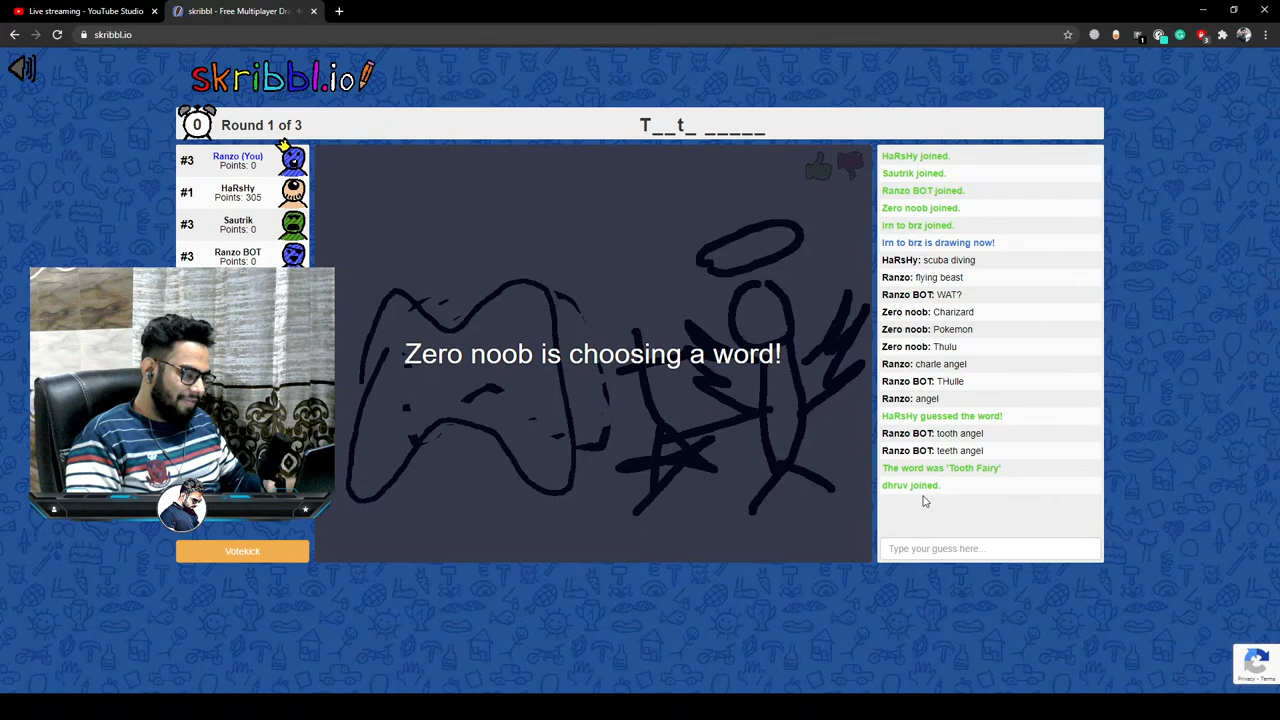 Live streaming - YouTube Studio
skribbl - Free Multiplayer Dra
skribbl.io
skribbl.io
0
Round 1 of 3
T__t_ _____
#3
Ranzo (You)
Points: 0
#1
HaRsHy
Points: 305
#3
Sautrik
Points: 0
#3
Ranzo BOT
Points: 0
Zero noob is choosing a word!
HaRsHy joined.
Sautrik joined.
Ranzo BOT joined.
Zero noob joined.
Irn to brz joined.
Irn to brz is drawing now!
HaRsHy: scuba diving
Ranzo: flying beast
Ranzo BOT: WAT?
Zero noob: Charizard
Zero noob: Pokemon
Zero noob: Thulu
Ranzo: charle angel
Ranzo BOT: THulle
Ranzo: angel
HaRsHy guessed the word!
Ranzo BOT: tooth angel
Ranzo BOT: teeth angel
The word was 'Tooth Fairy'
dhruv joined.
Type your guess here...
Votekick
Privacy - Terms